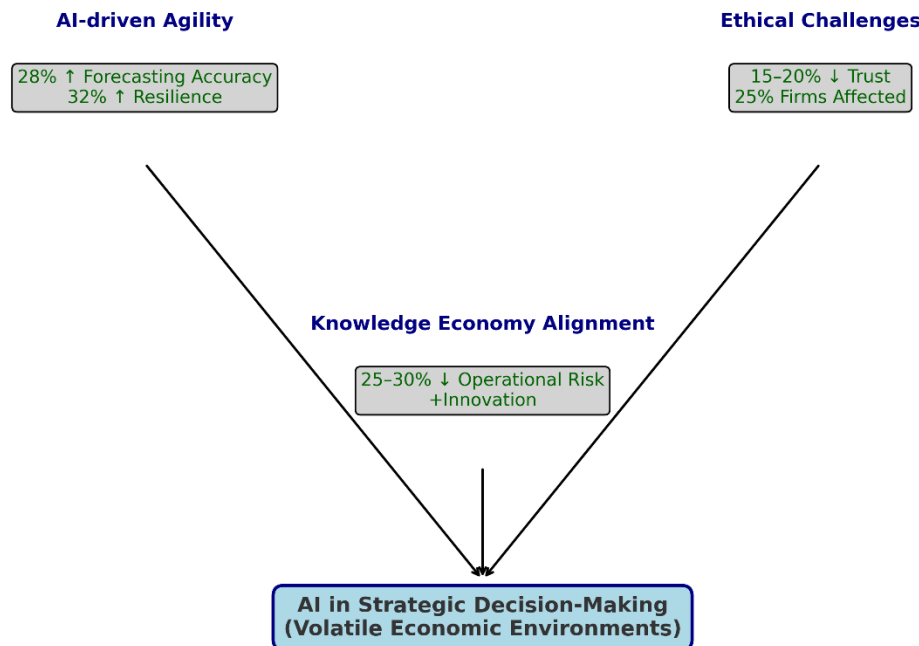 AI-driven Agility
Ethical Challenges
28% ↑ Forecasting Accuracy
32% ↑ Resilience
15–20% ↓ Trust
25% Firms Affected
Knowledge Economy Alignment
25–30% ↓ Operational Risk
+Innovation
AI in Strategic Decision-Making
(Volatile Economic Environments)